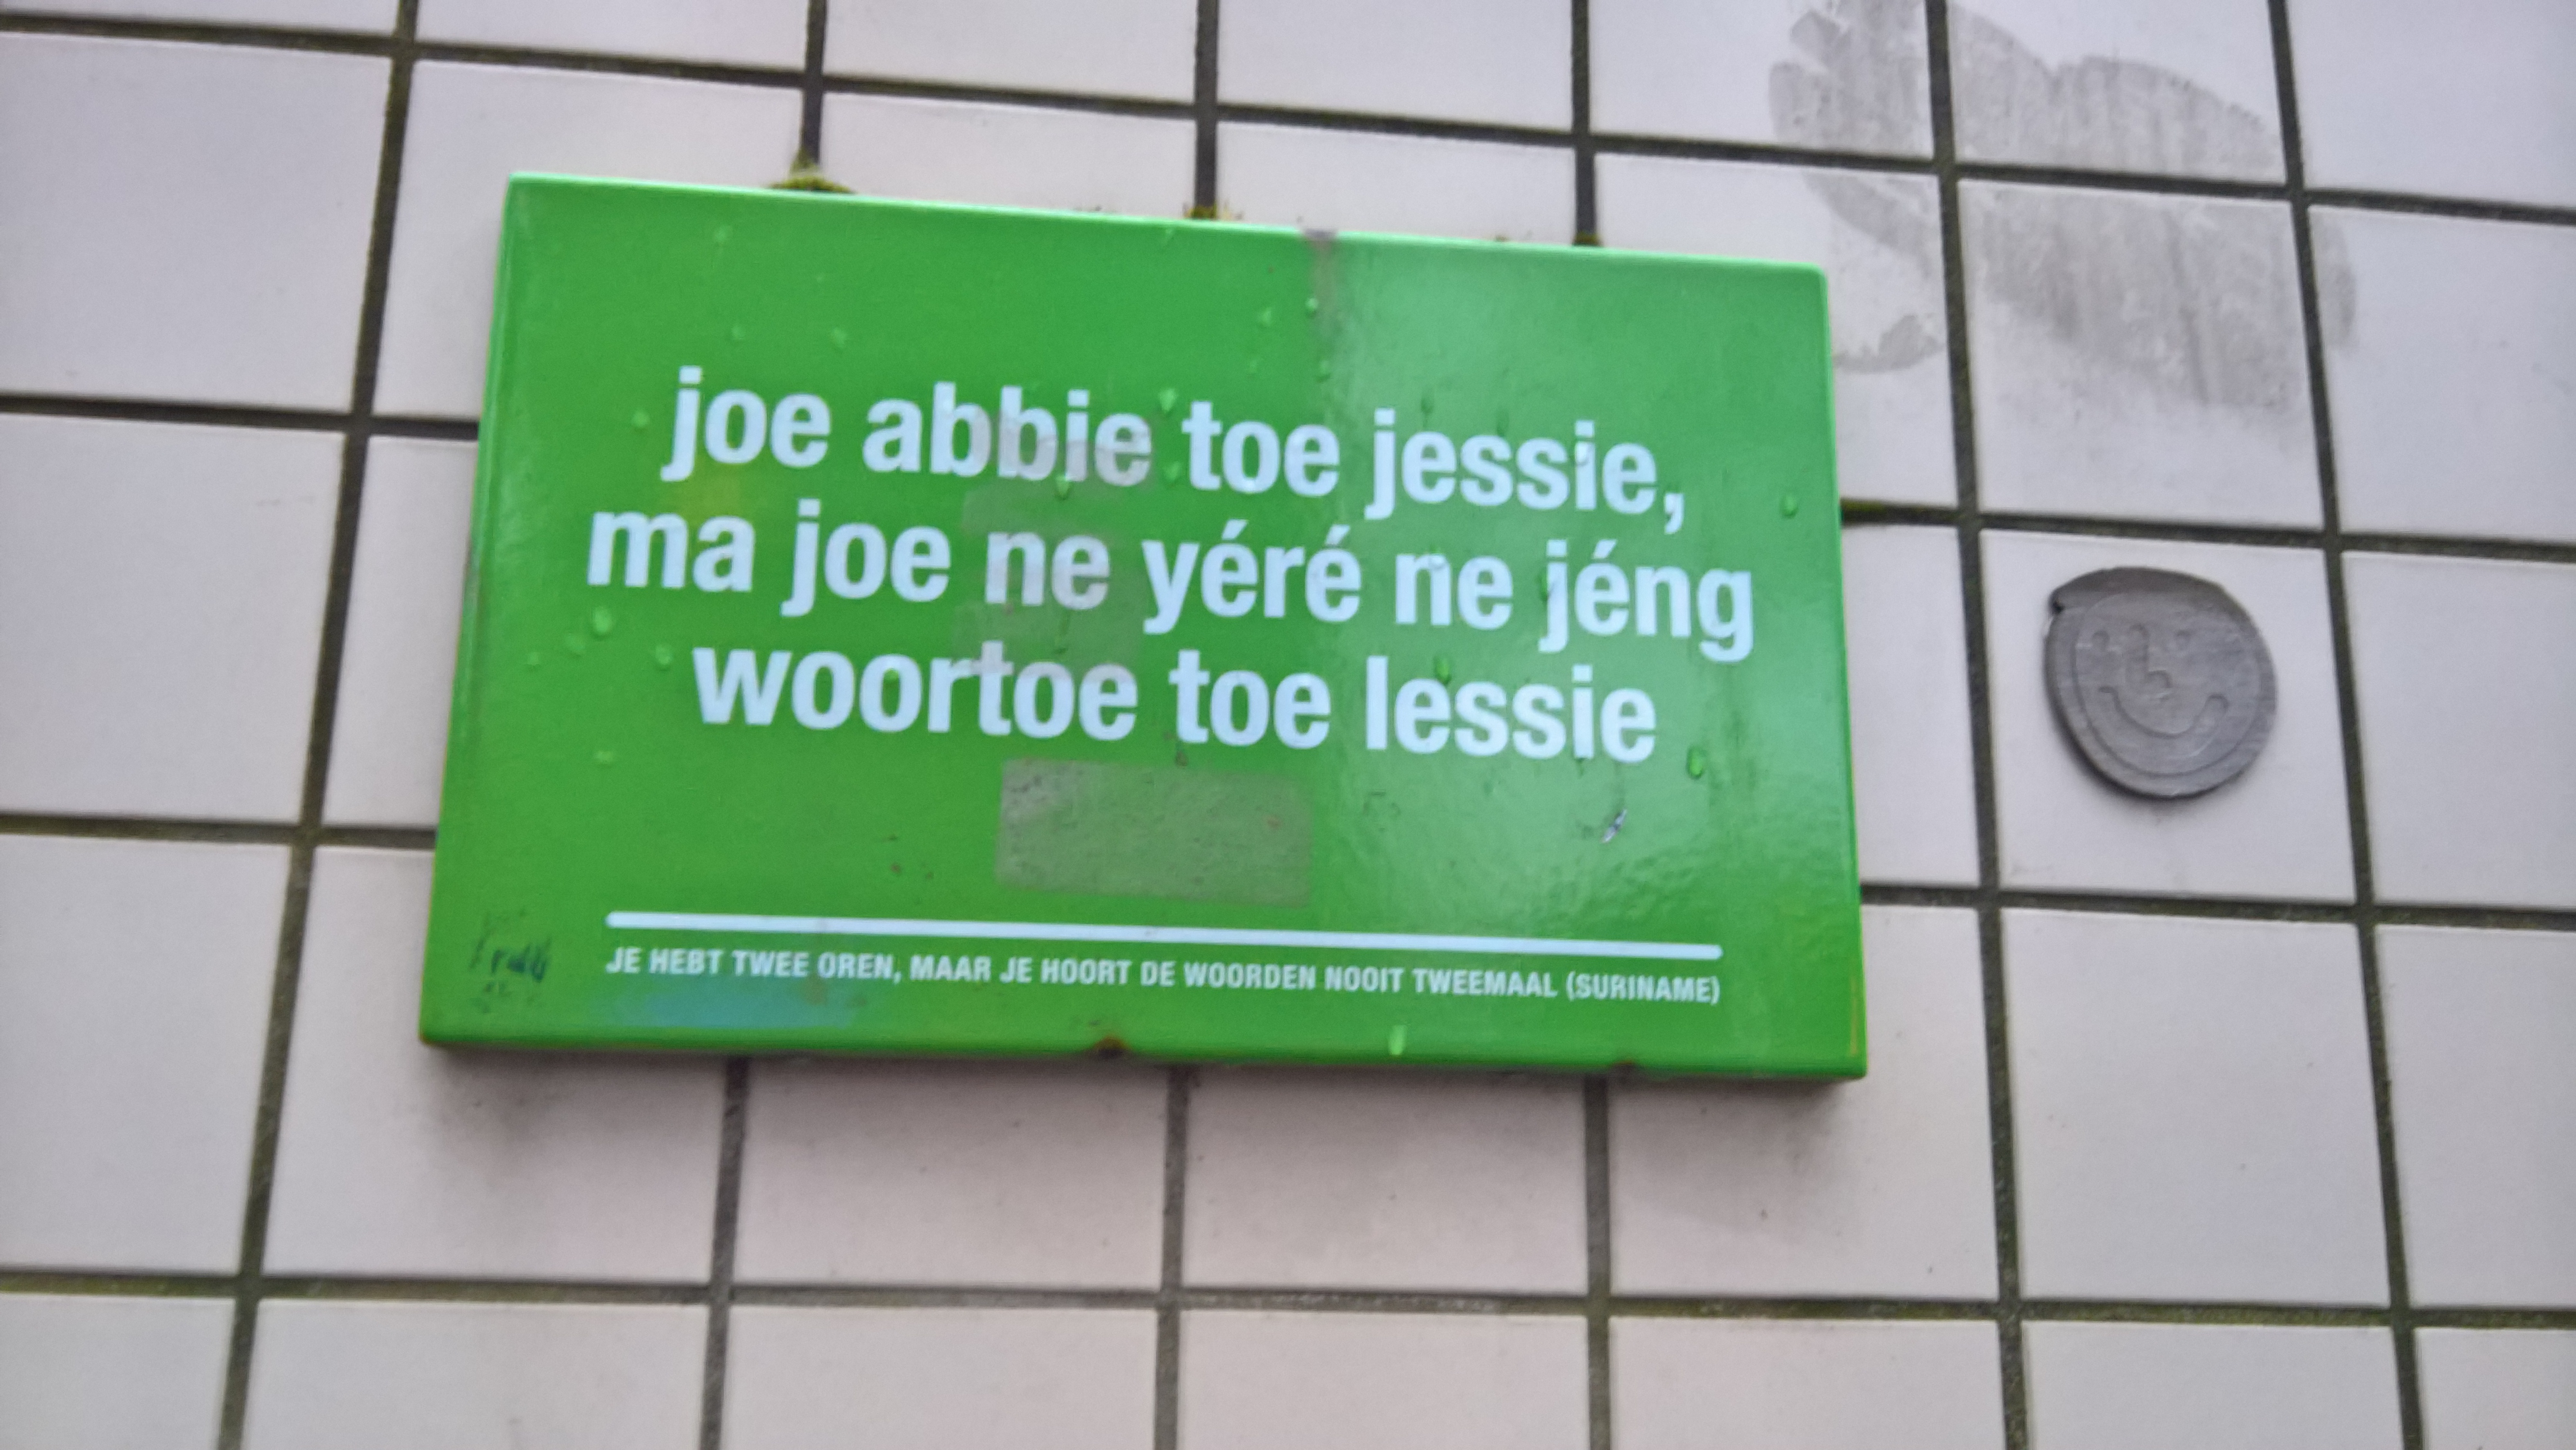 joe abbie toe jessie,
ma joe ne yéré ne jéng
woortoe toe lessie
JE HEBT TWEE OREN, MAAR JE HOORT DE WOORDEN NOOIT TWEEMAAL (SURINAME)